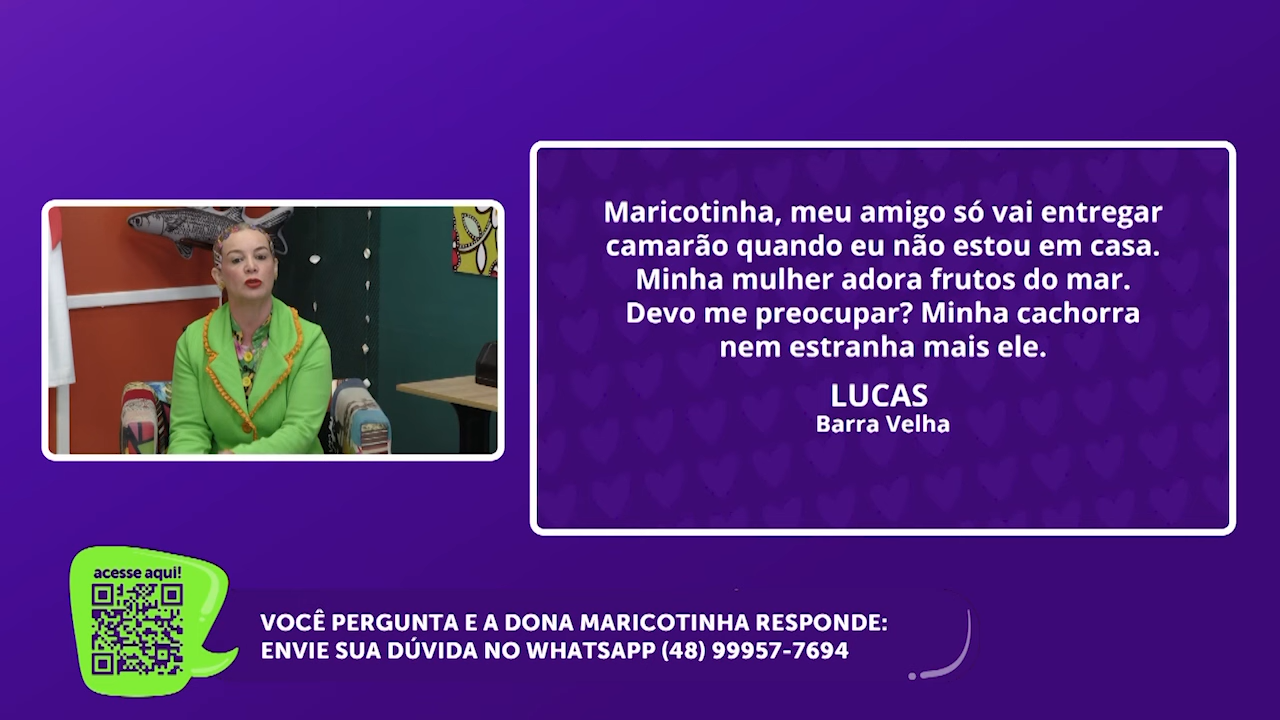 Maricotinha, meu amigo só vai entregar
camarão quando eu não estou em casa.
Minha mulher adora frutos do mar.
Devo me preocupar? Minha cachorra
nem estranha mais ele.
LUCAS
Barra Velha
acesse aqui!
VOCÊ PERGUNTA E A DONA MARICOTINHA RESPONDE:
ENVIE SUA DÚVIDA NO WHATSAPP (48) 99957-7694